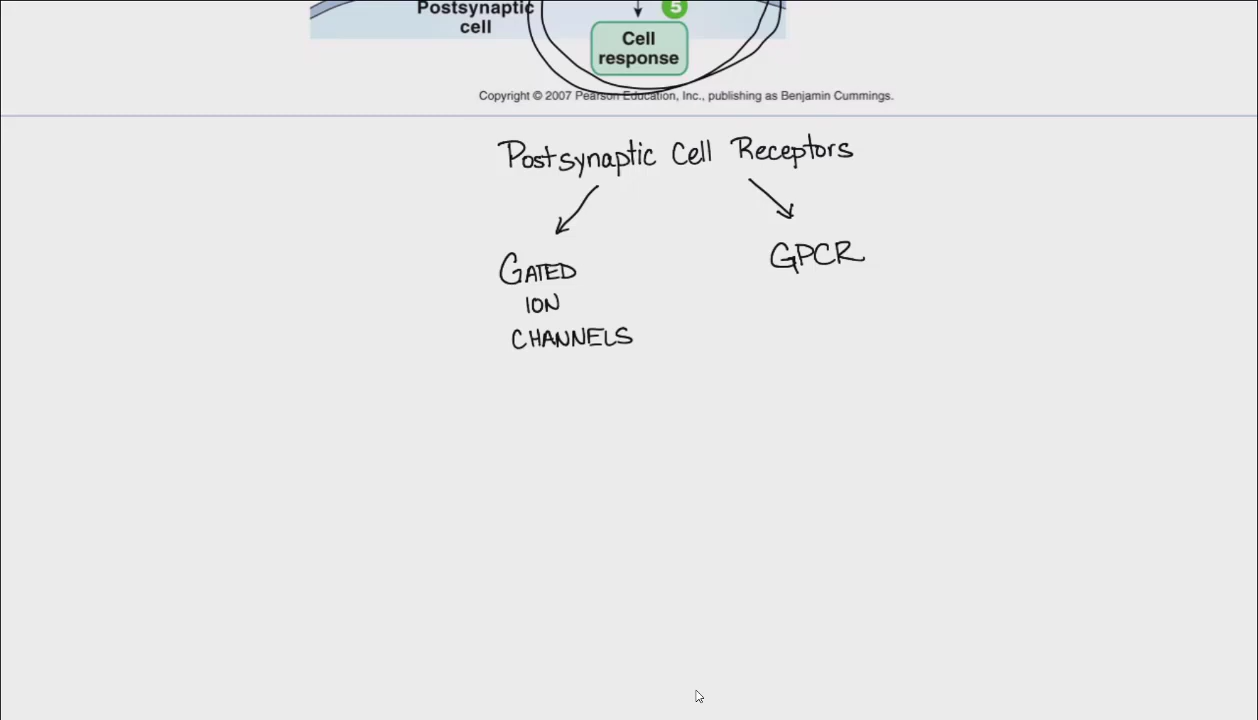 Postsynaptic
cell
5
Cell
response
Copyright © 2007 Pearson Education, Inc., publishing as Benjamin Cummings.
Postsynaptic Cell Receptors
GATED
ION
CHANNELS
GPCR